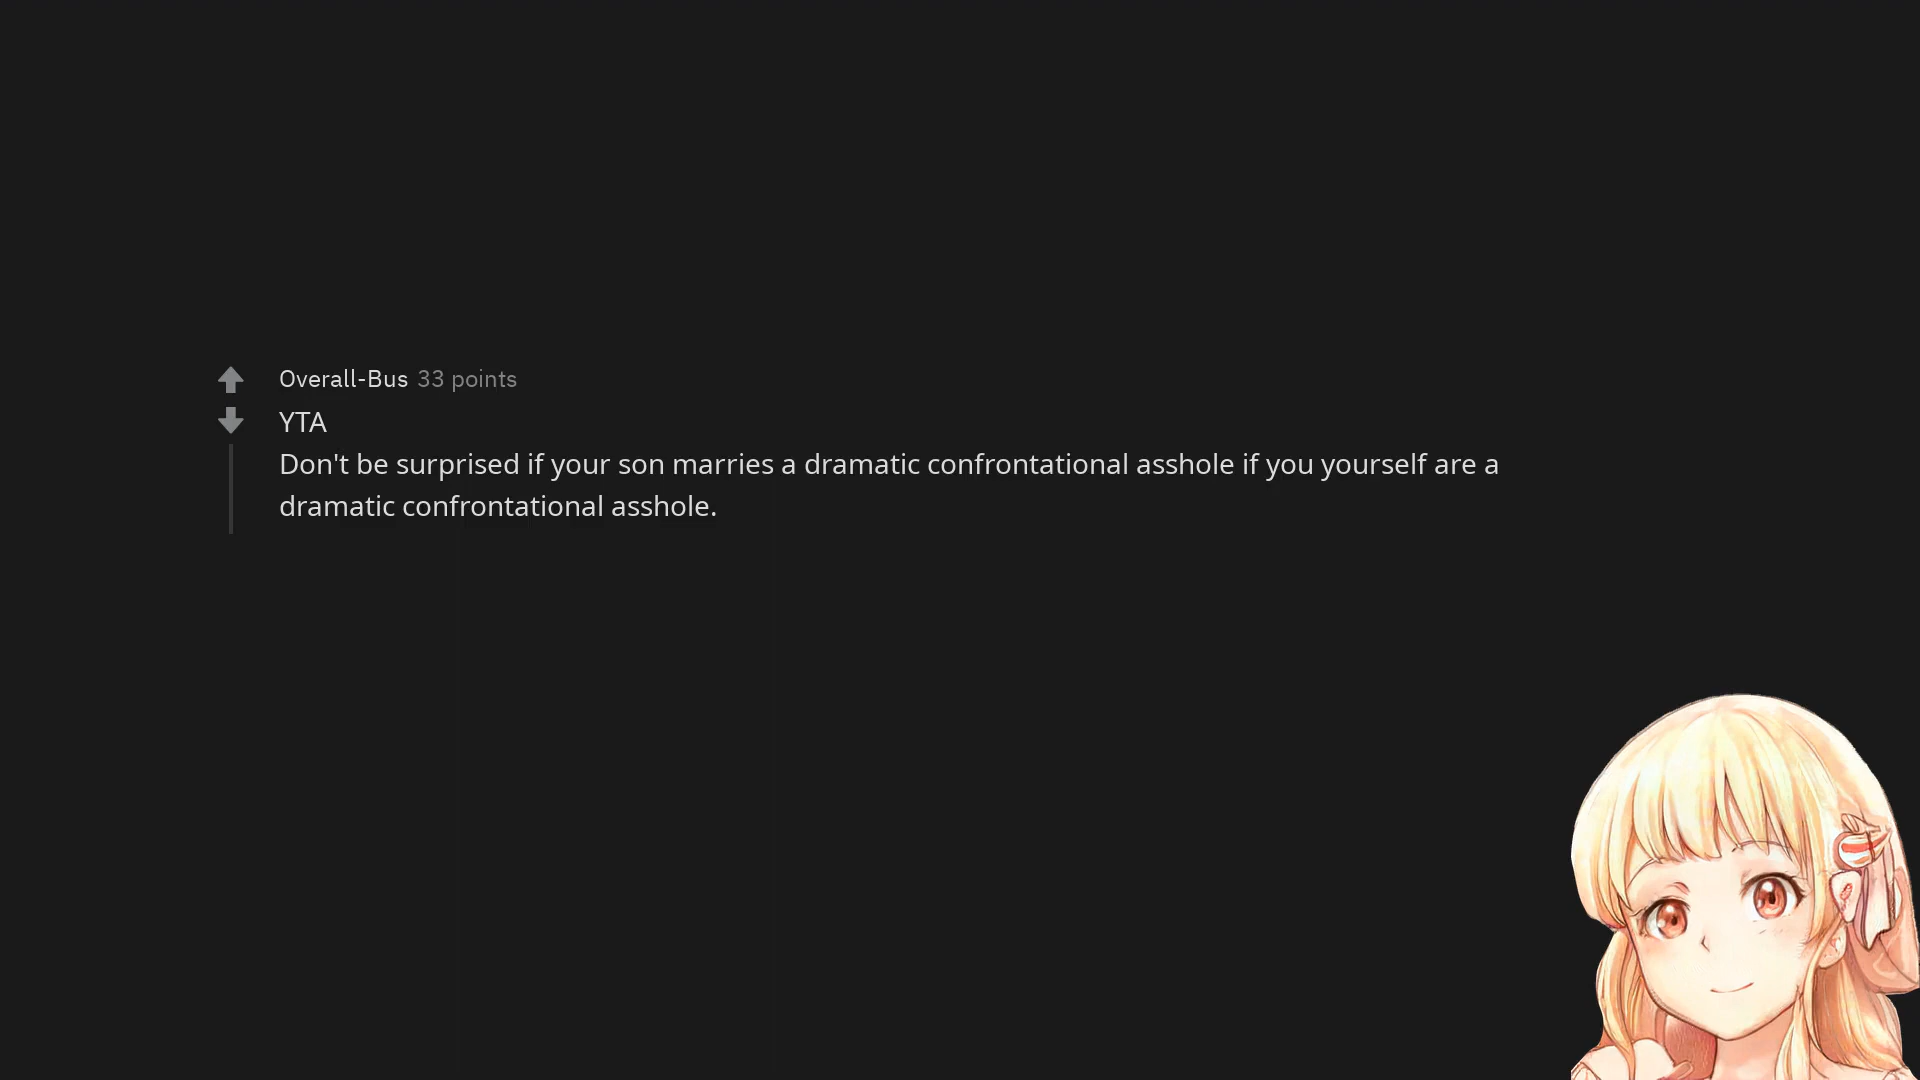 Overall-Bus 33 points
YTA
Don't be surprised if your son marries a dramatic confrontational asshole if you yourself are a
dramatic confrontational asshole.